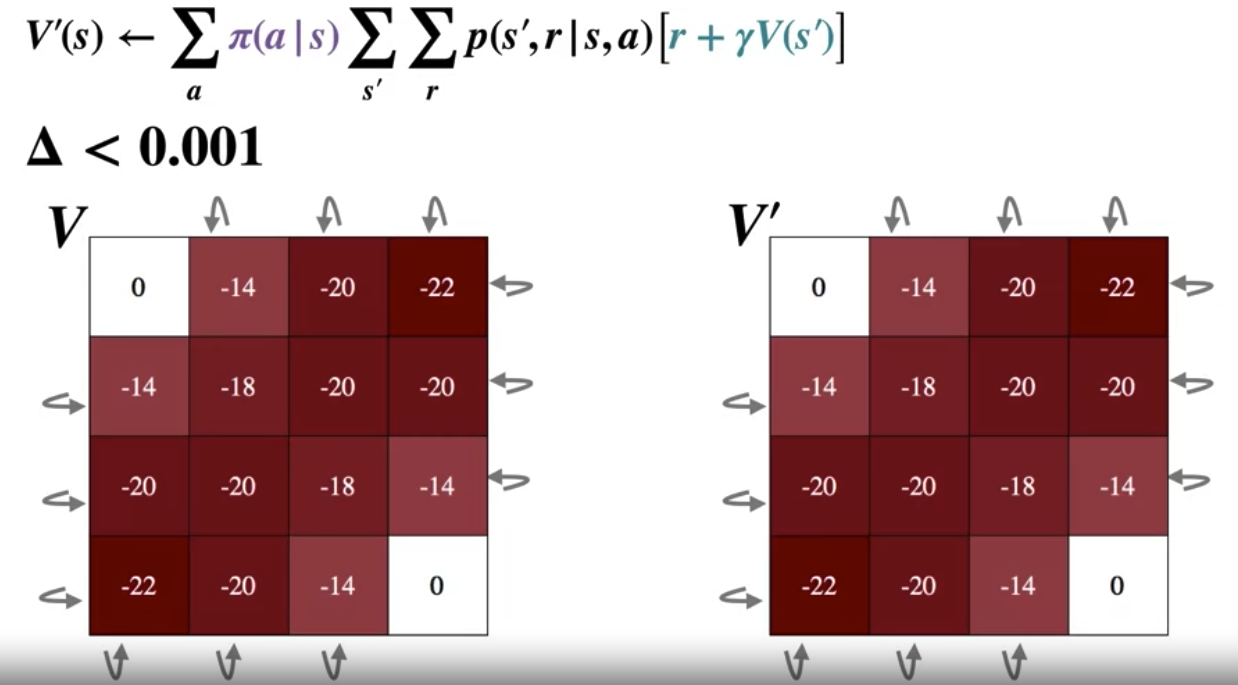 V′(s) ← ∑ π(a|s) ∑ ∑ p(s′, r|s, a)[r + γV(s′)]
a s′ r
Δ < 0.001
V V′
0 -14 -20 -22 0 -14 -20 -22
-14 -18 -20 -20 -14 -18 -20 -20
-20 -20 -18 -14 -20 -20 -18 -14
-22 -20 -14 0 -22 -20 -14 0